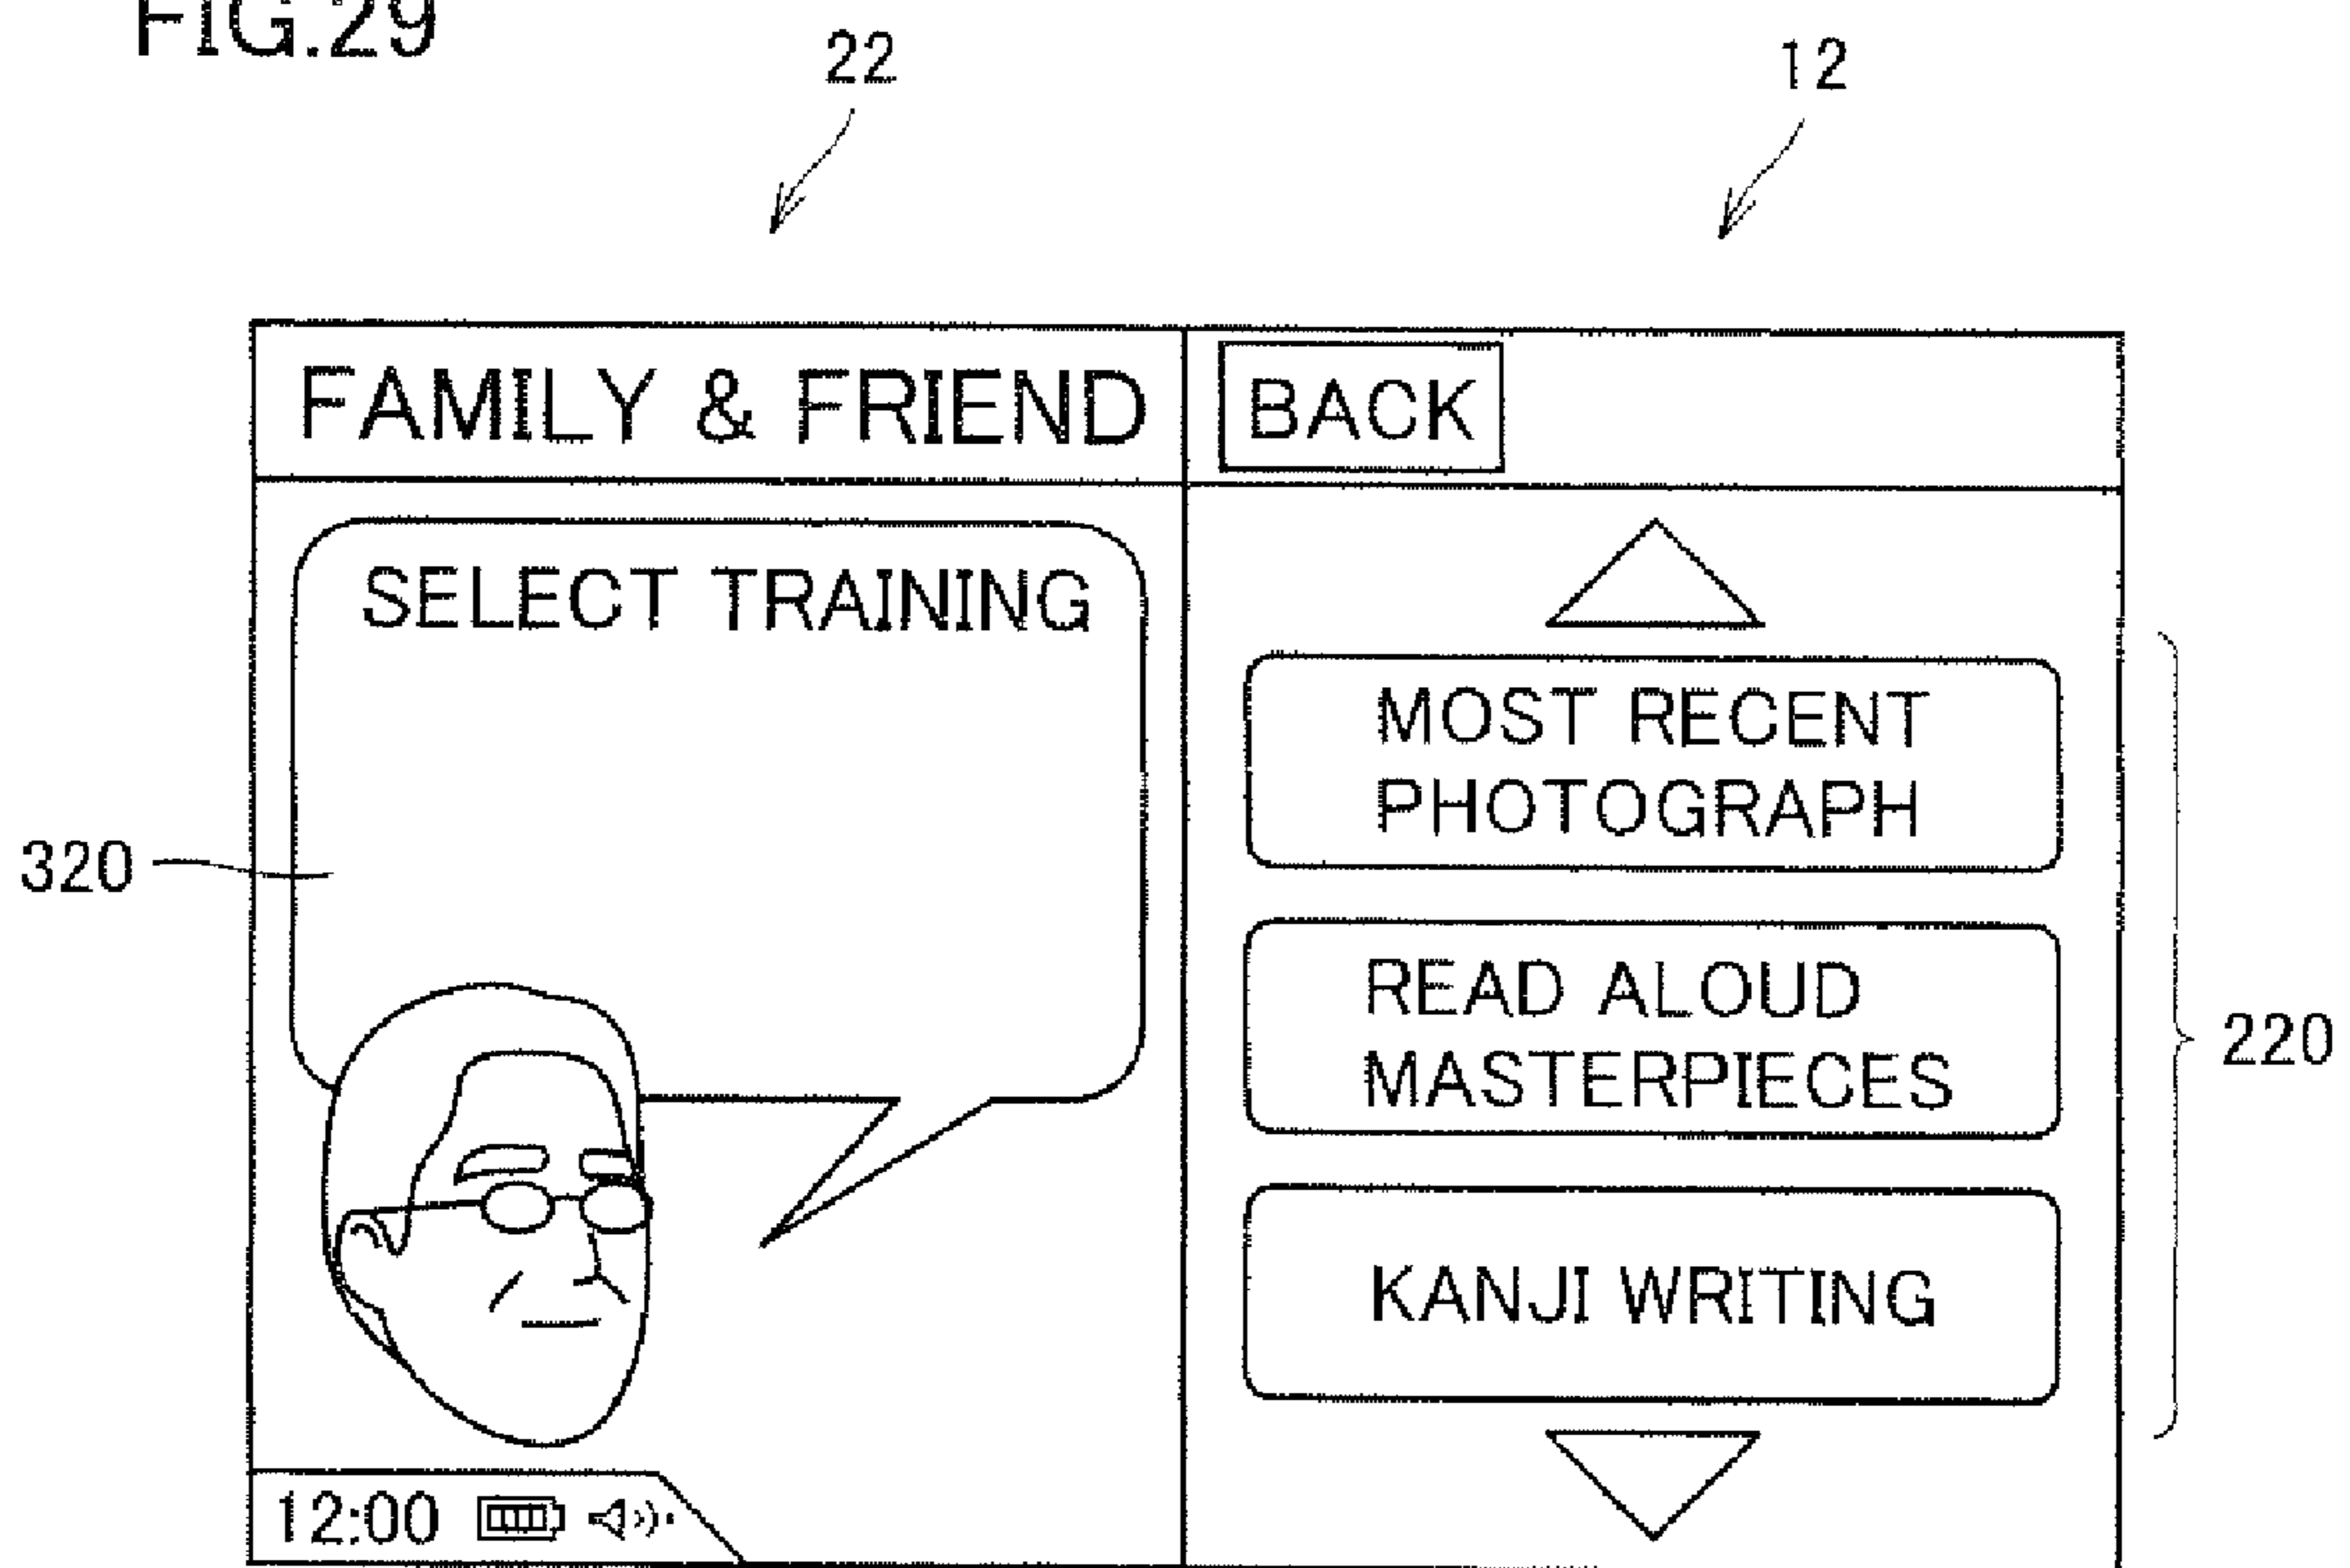 FIG.29
22
12
FAMILY & FRIEND
BACK
SELECT TRAINING
MOST RECENT
PHOTOGRAPH
320
READ ALOUD
MASTERPIECES
220
KANJI WRITING
12:00